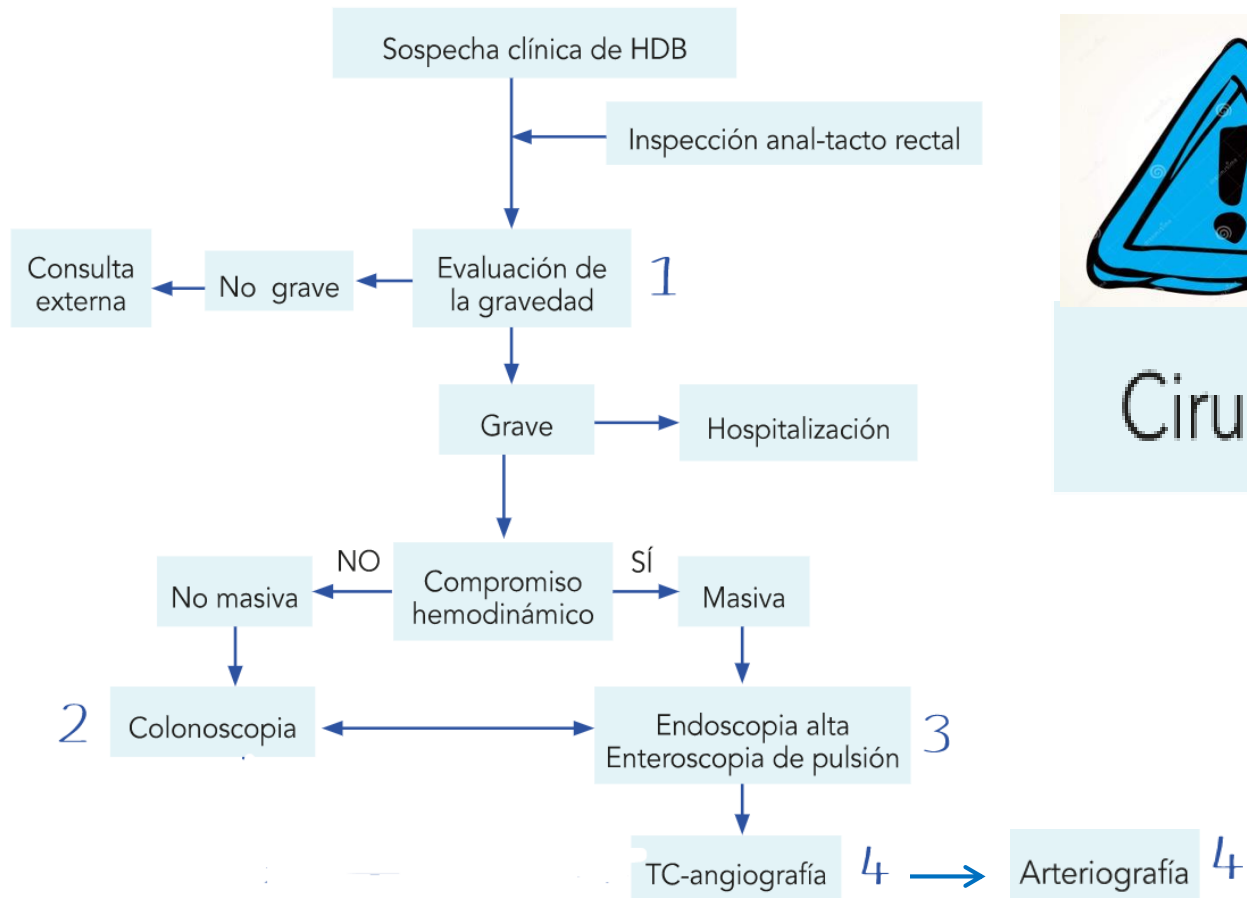 Sospecha clínica de HDB
Inspección anal-tacto rectal
Consulta
externa
No grave
Evaluación de
la gravedad
1
Grave
Hospitalización
Ciru
NO
SÍ
No masiva
Compromiso
hemodinámico
Masiva
2
Colonoscopia
Endoscopia alta
Enteroscopia de pulsión
3
TC-angiografía
4
Arteriografía
4